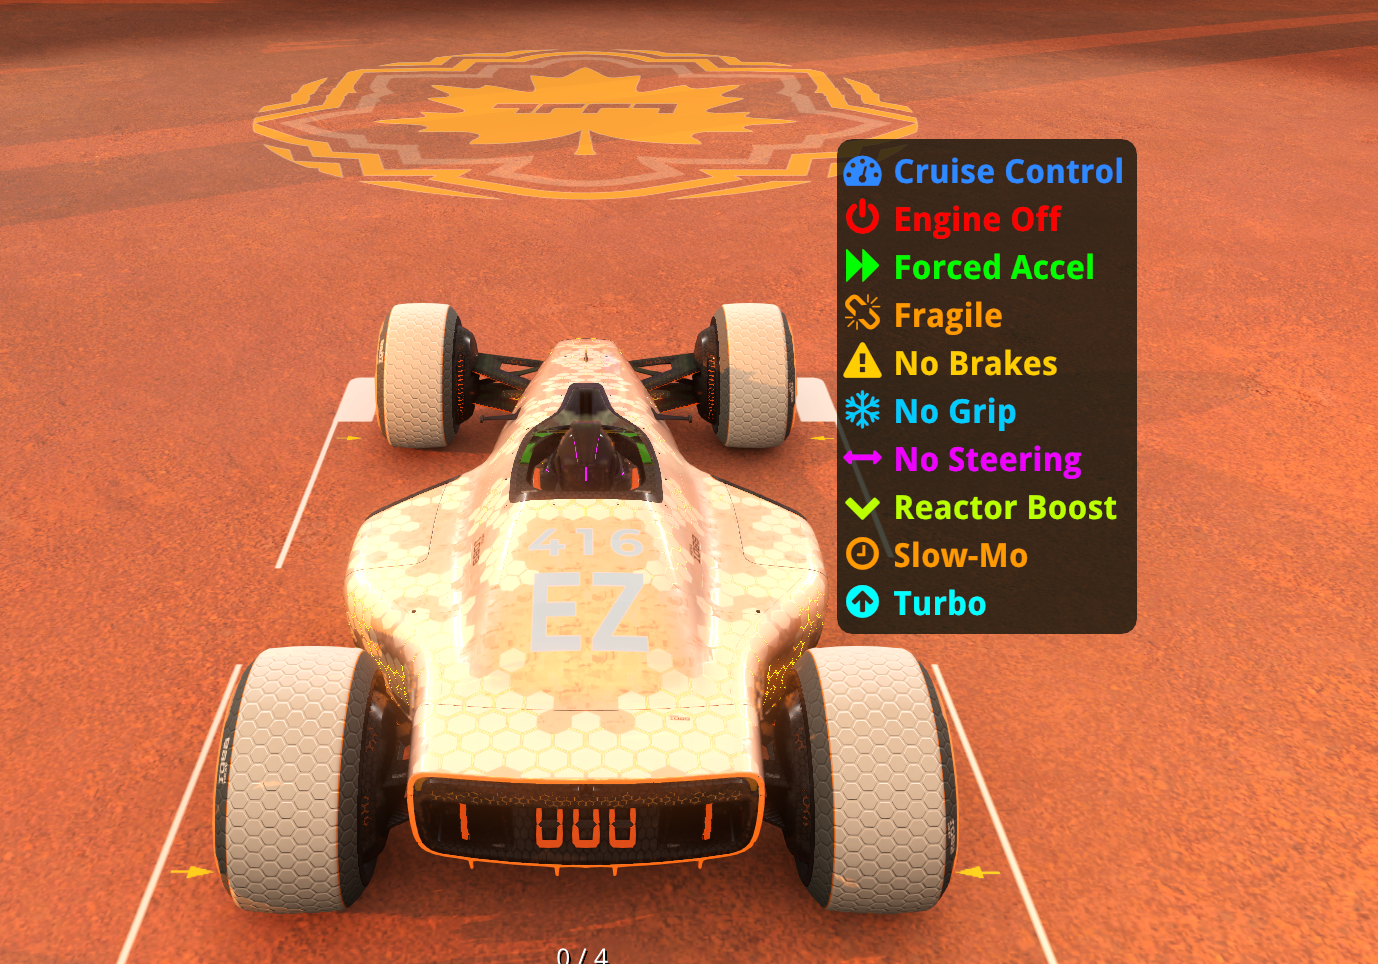 Cruise Control
Engine Off
Forced Accel
Fragile
No Brakes
No Grip
No Steering
Reactor Boost
Slow-Mo
Turbo
416
EZ
000
0 / 4